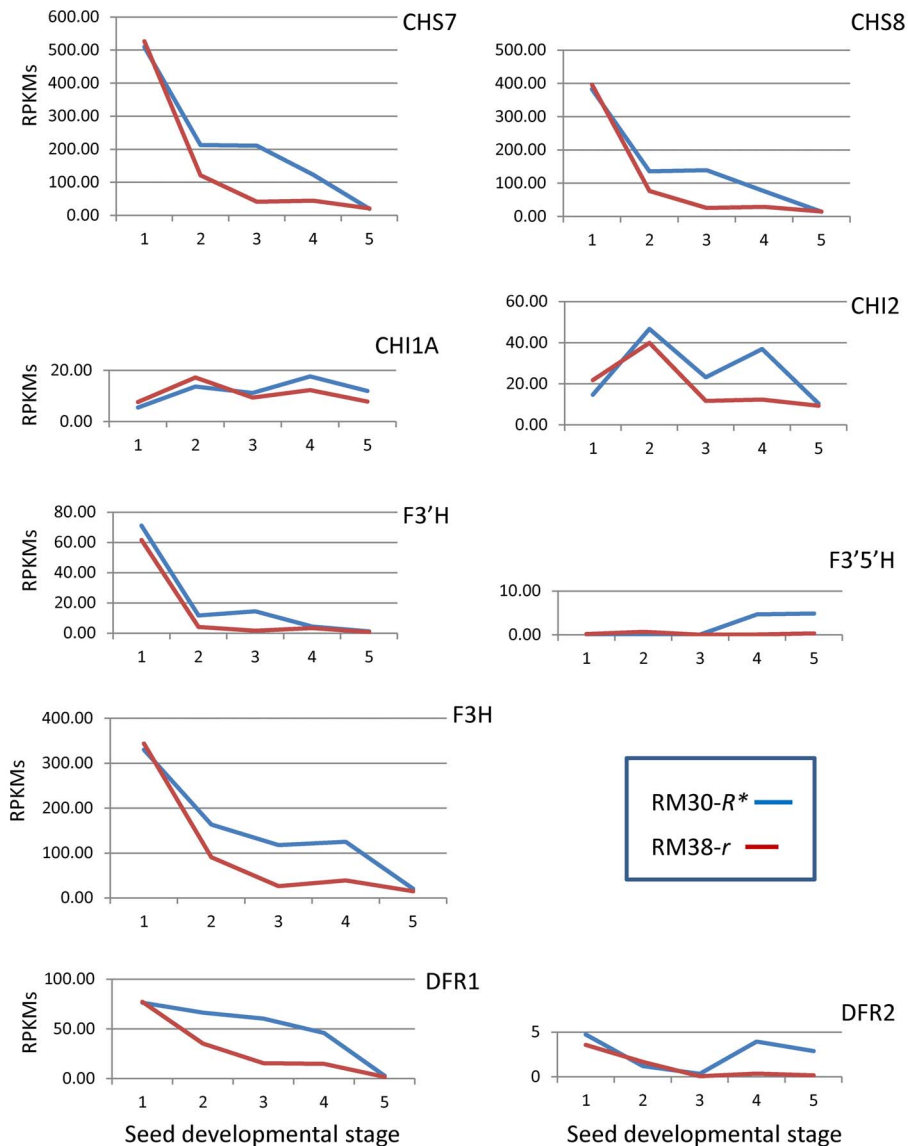 CHS7
600.00
500.00
400.00
300.00
200.00
100.00
0.00
RPKMs
1 2 3 4 5
CHS8
500.00
400.00
300.00
200.00
100.00
0.00
1 2 3 4 5
CHI1A
20.00
0.00
RPKMs
1 2 3 4 5
CHI2
60.00
40.00
20.00
0.00
1 2 3 4 5
F3’H
80.00
60.00
40.00
20.00
0.00
RPKMs
1 2 3 4 5
F3’5’H
10.00
0.00
1 2 3 4 5
F3H
400.00
300.00
200.00
100.00
0.00
RPKMs
1 2 3 4 5
RM30-R*
RM38-r
DFR1
100.00
50.00
0.00
RPKMs
1 2 3 4 5
Seed developmental stage
DFR2
5
0
1 2 3 4 5
Seed developmental stage